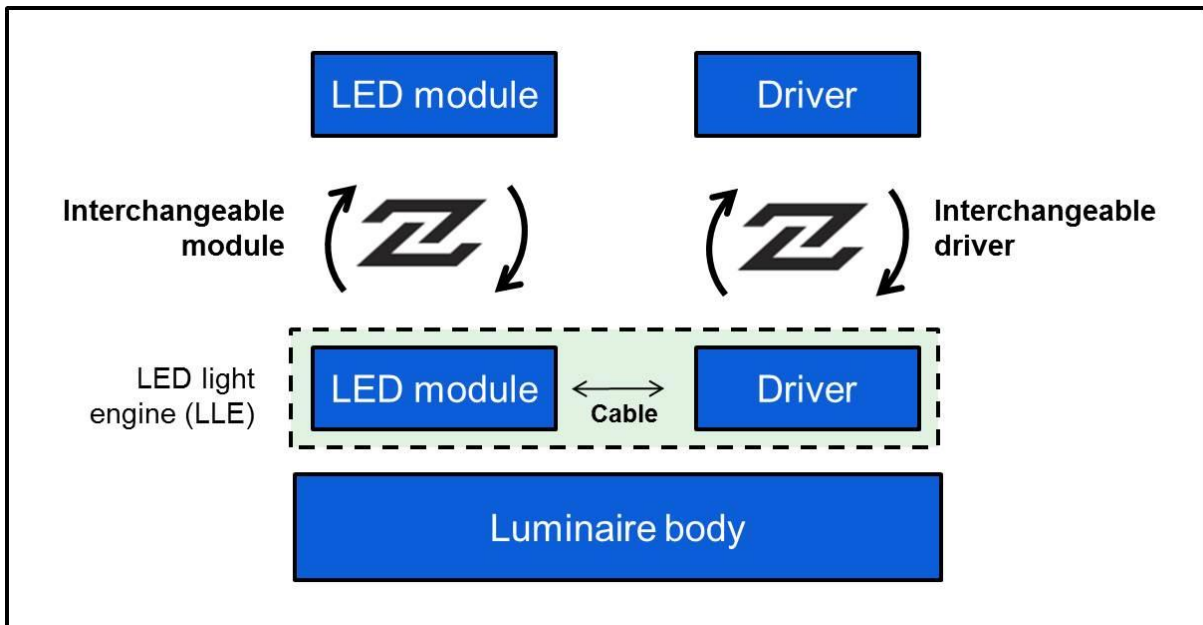 LED module
Driver
Interchangeable
module
Interchangeable
driver
LED light
engine (LLE)
LED module
Cable
Driver
Luminaire body